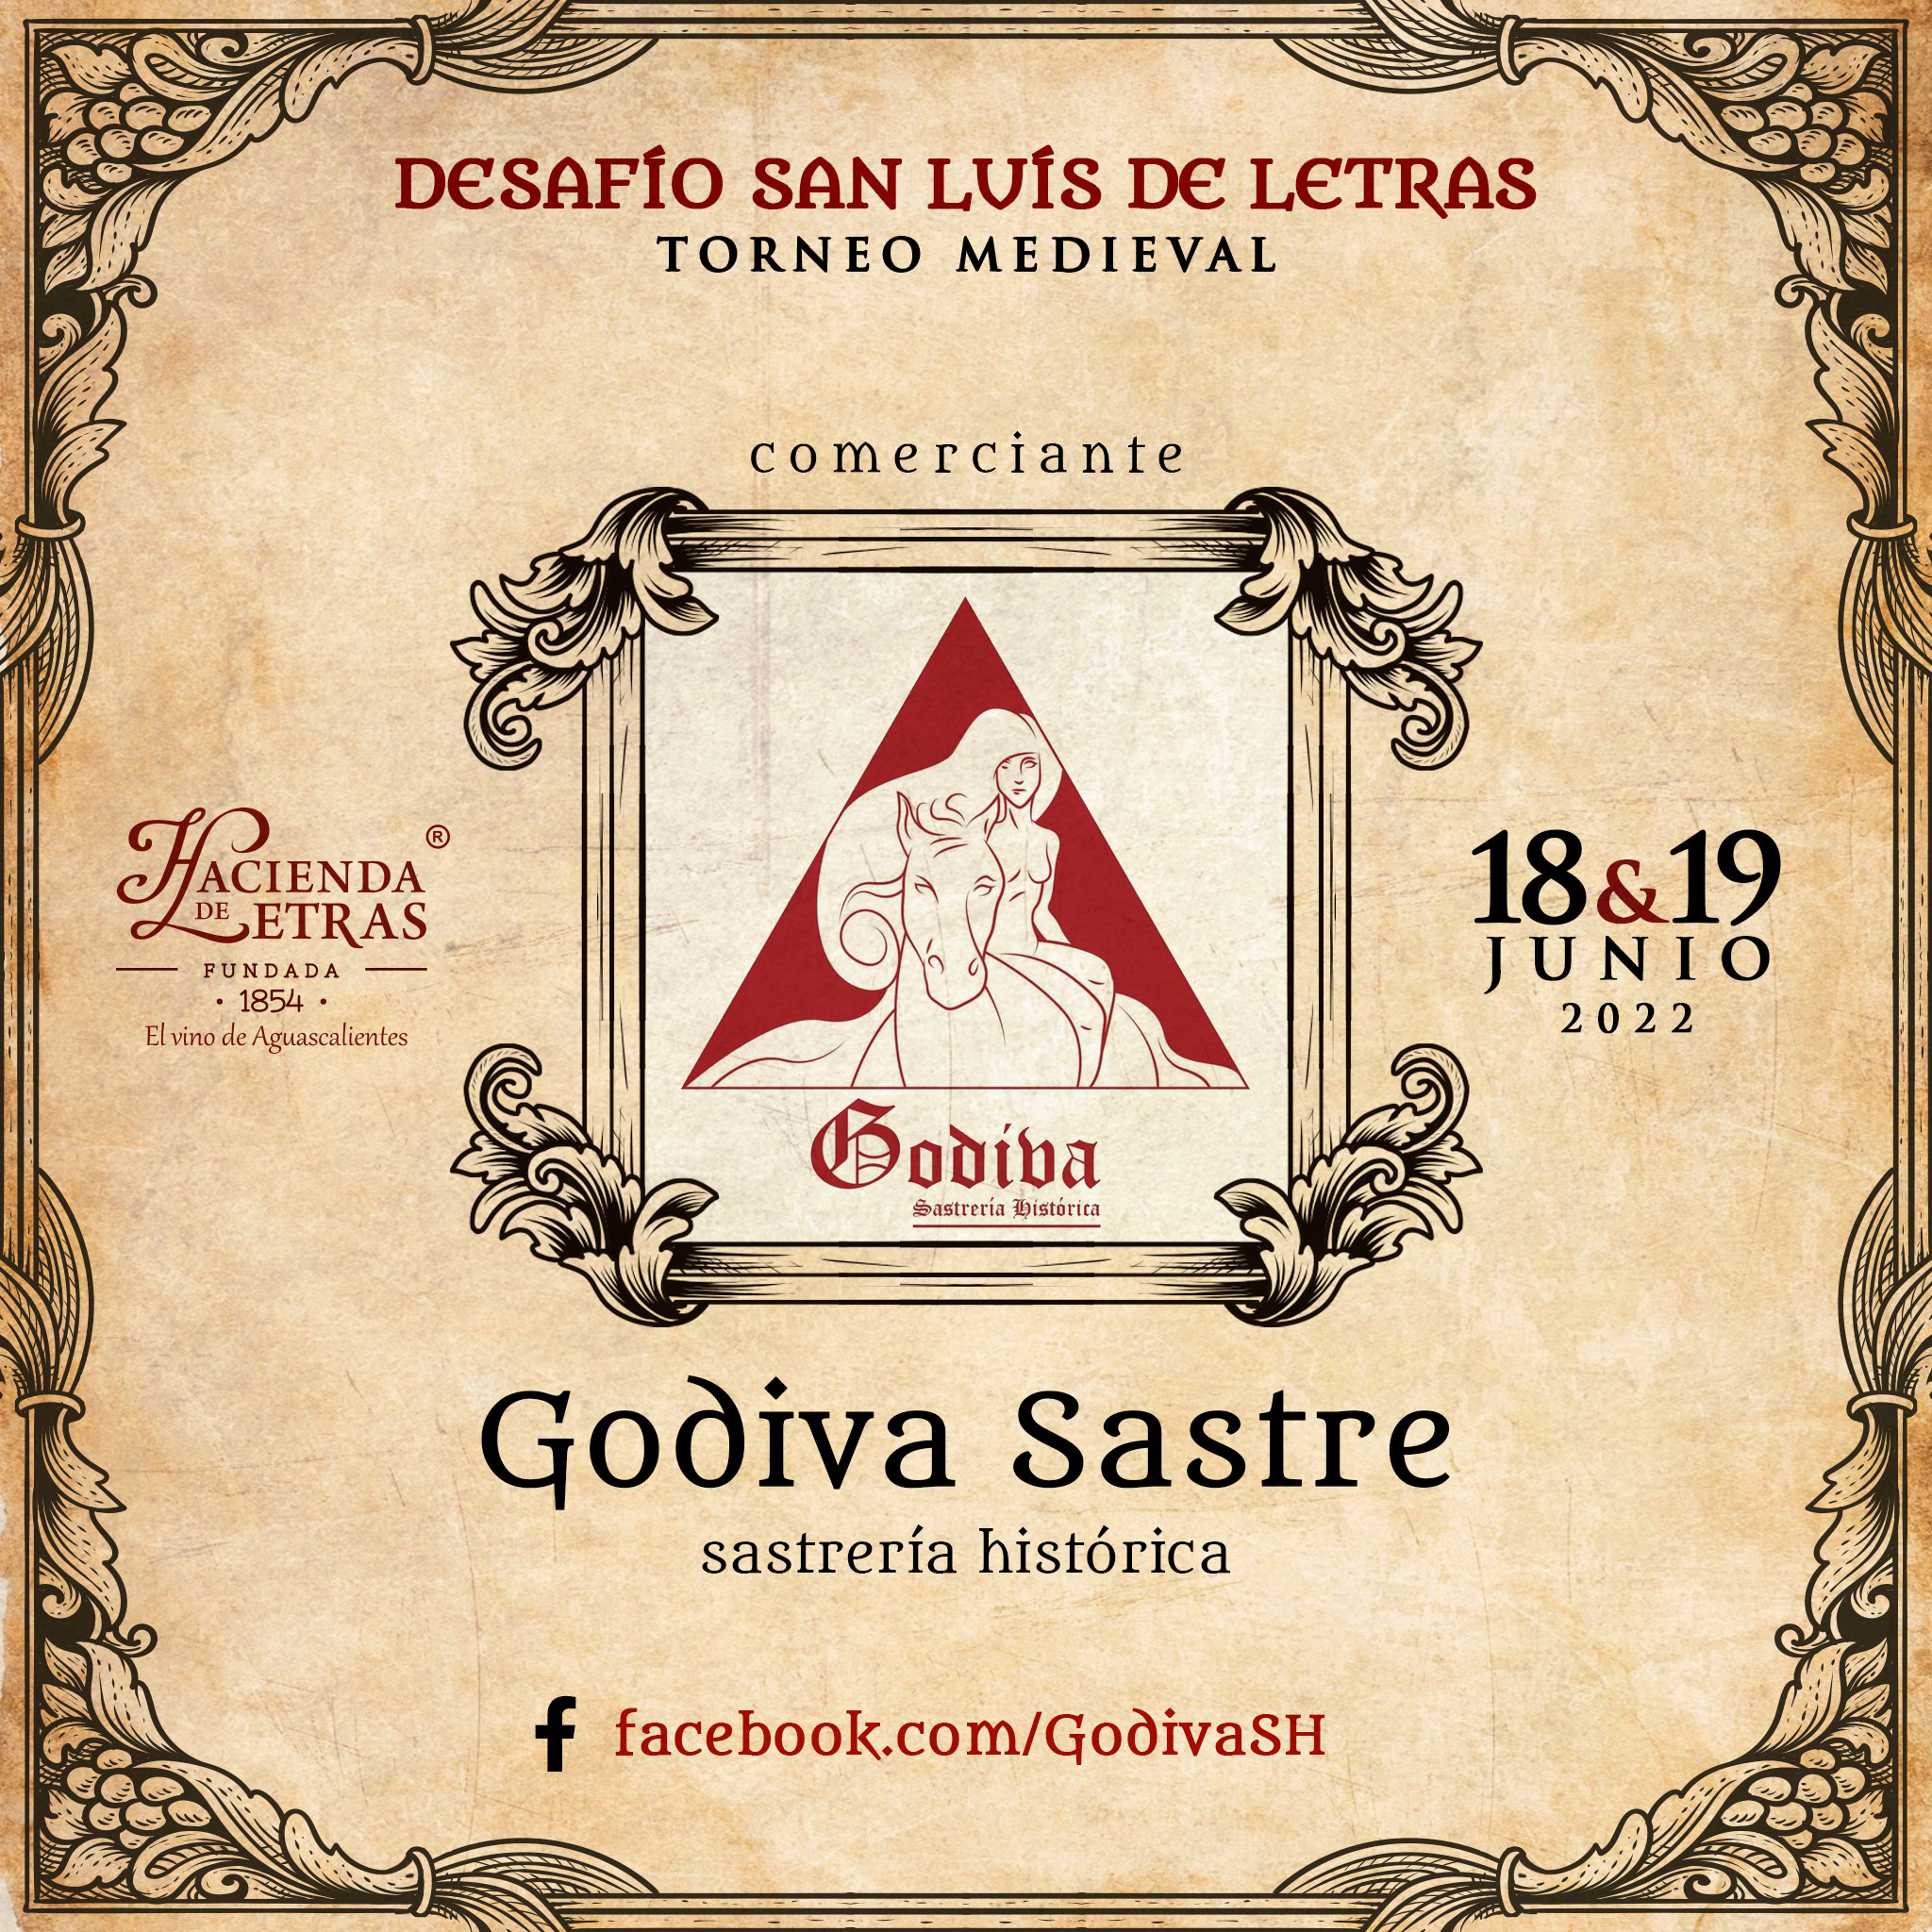 DESAFÍO SAN LUÍS DE LETRAS
TORNEO MEDIEVAL
comerciante
HACIENDA ®
DE LETRAS
FUNDADA
· 1854 ·
El vino de Aguascalientes
Godiva
Sastrería Histórica
18&19
JUNIO
2022
Godiva Sastre
sastrería histórica
f facebook.com/GodivaSH